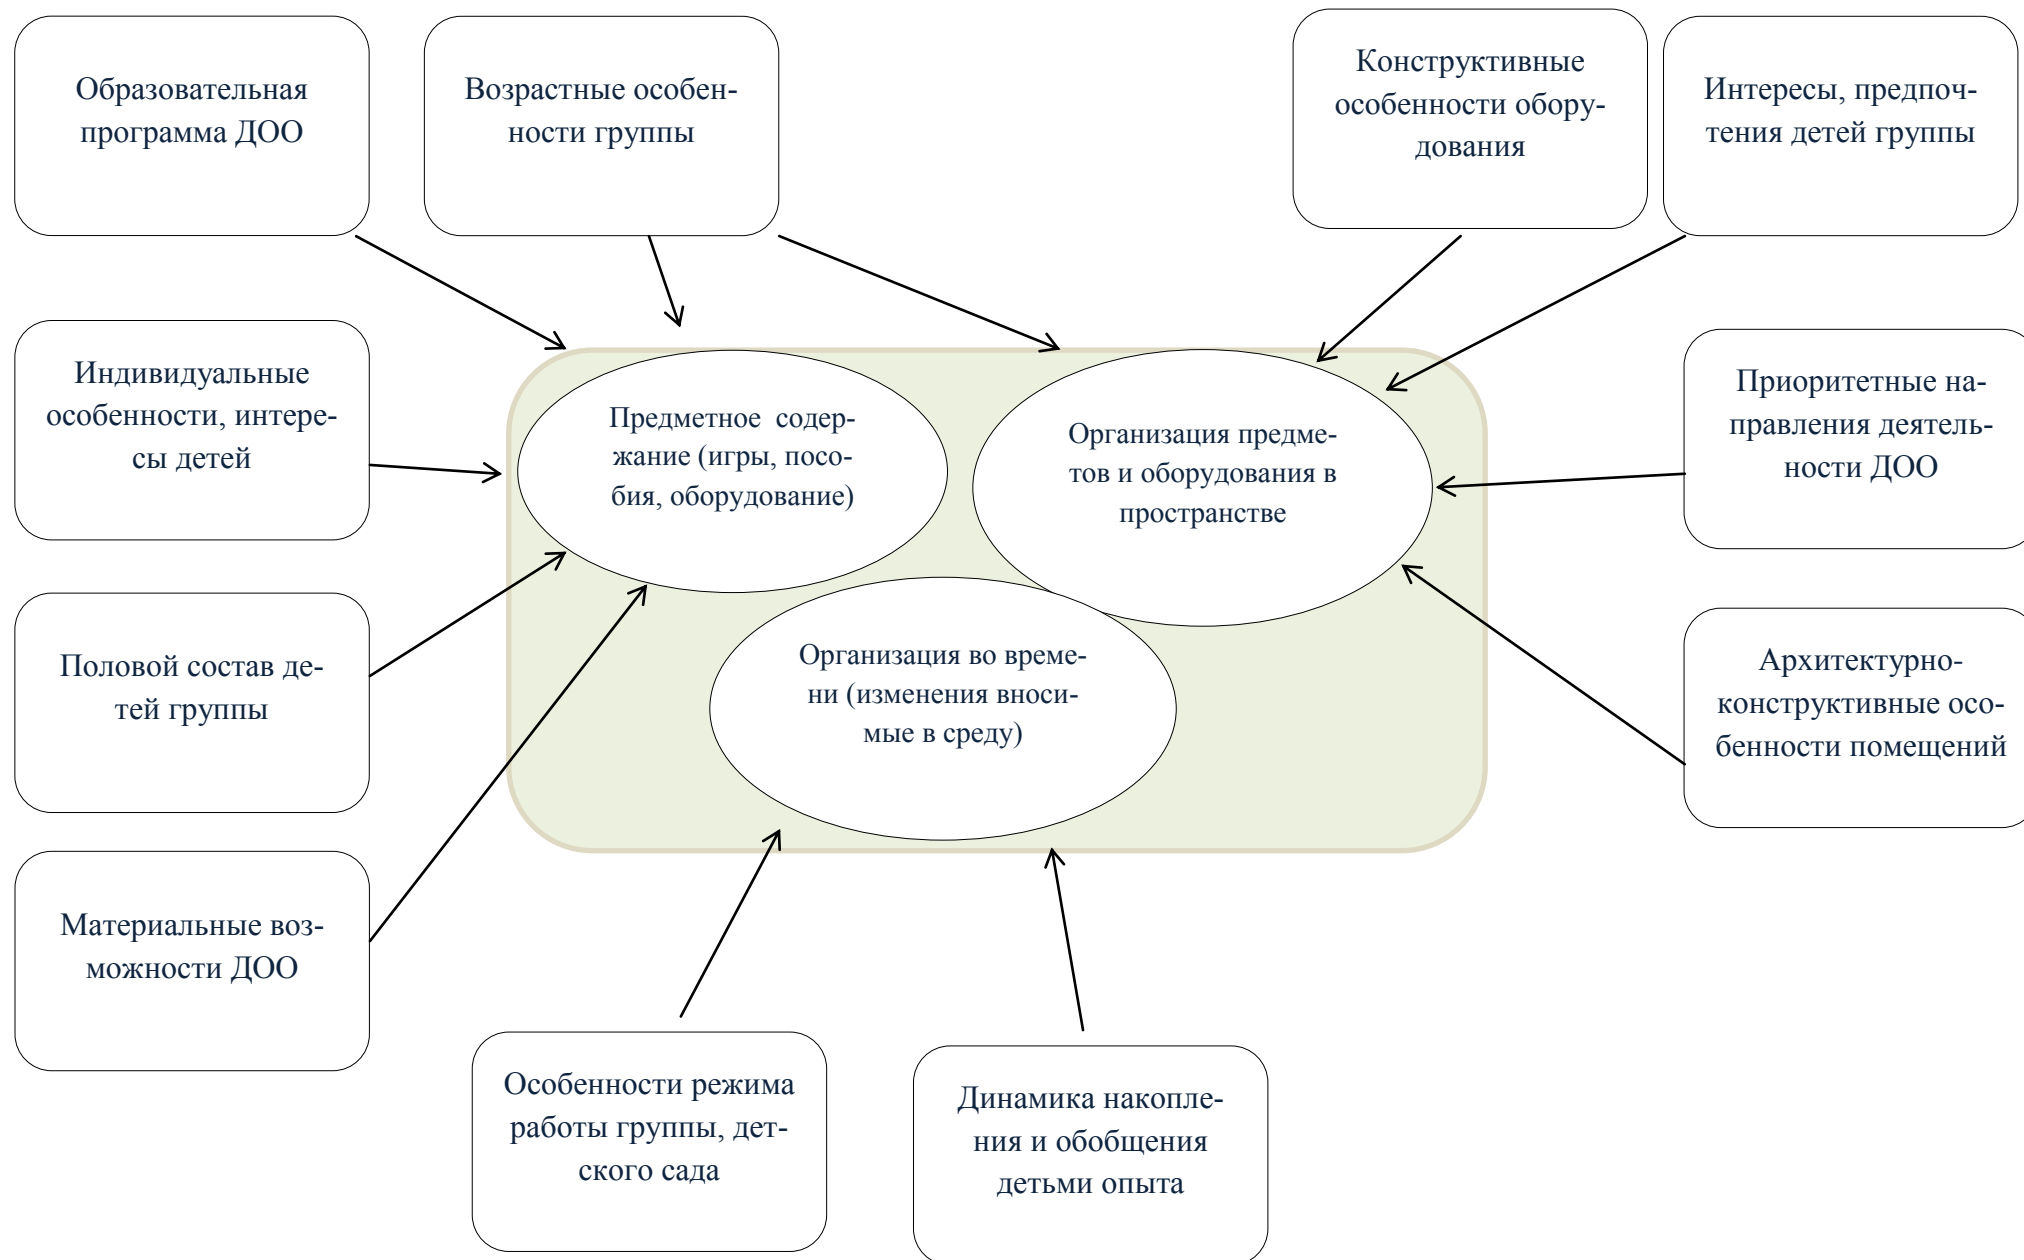 Образовательная
программа ДОО
Возрастные особен-
ности группы
Конструктивные
особенности обору-
дования
Интересы, предпоч-
тения детей группы
Индивидуальные
особенности, интере-
сы детей
Предметное содер-
жание (игры, посо-
бия, оборудование)
Организация предме-
тов и оборудования в
пространстве
Приоритетные на-
правления деятель-
ности ДОО
Половой состав де-
тей группы
Организация во време-
ни (изменения вноси-
мые в среду)
Архитектурно-
конструктивные осо-
бенности помещений
Материальные воз-
можности ДОО
Особенности режима
работы группы, дет-
ского сада
Динамика накопле-
ния и обобщения
детьми опыта